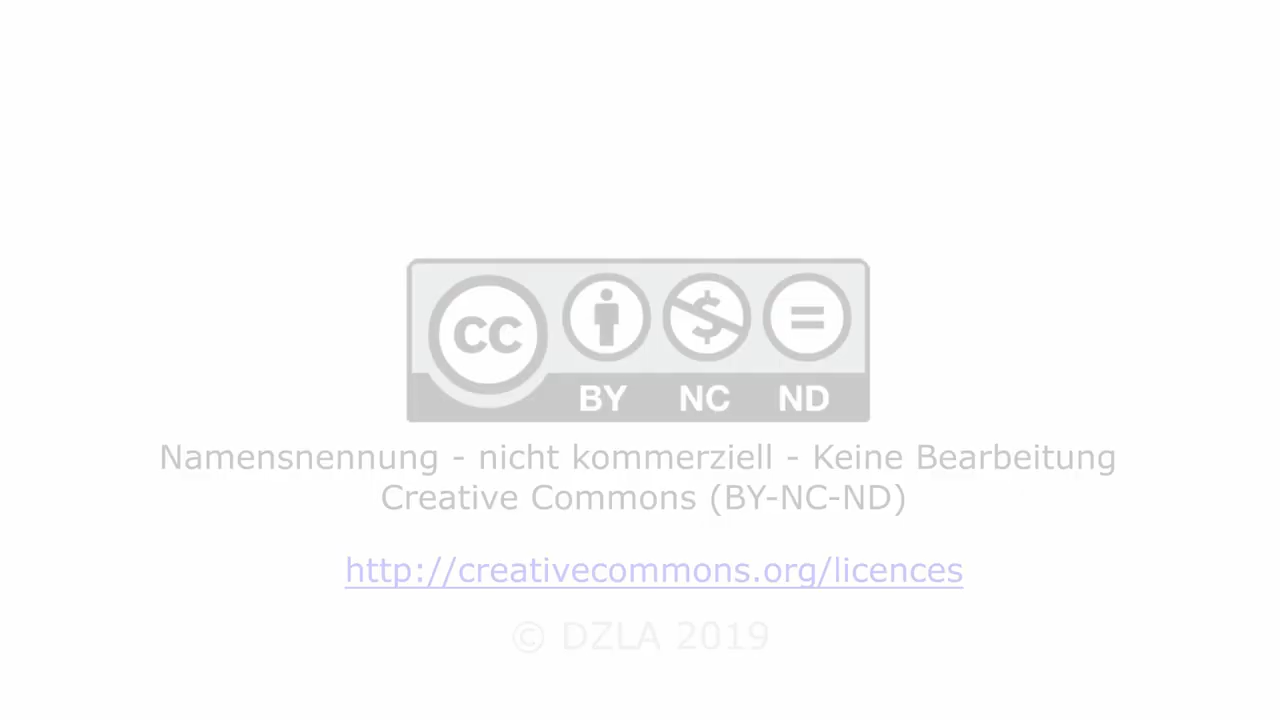 cc
BY NC ND
Namensnennung - nicht kommerziell - Keine Bearbeitung
Creative Commons (BY-NC-ND)
http://creativecommons.org/licences
© DZLA 2019